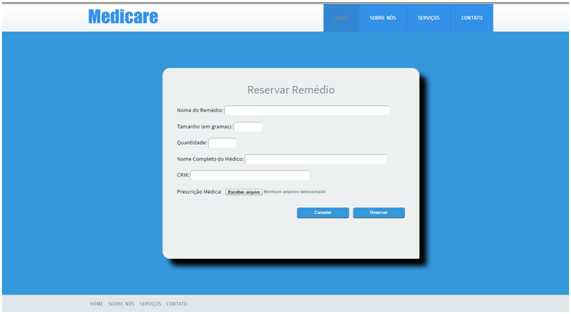 Medicare
HOME SOBRE NÓS SERVIÇOS CONTATO
Reservar Remédio
Nome do Remédio:
Tamanho (em gramas):
Quantidade:
Nome Completo do Médico:
CRM:
Prescrição Médica: Escolher arquivo Nenhum arquivo selecionado
Cancelar Reservar
HOME SOBRE NÓS SERVIÇOS CONTATO